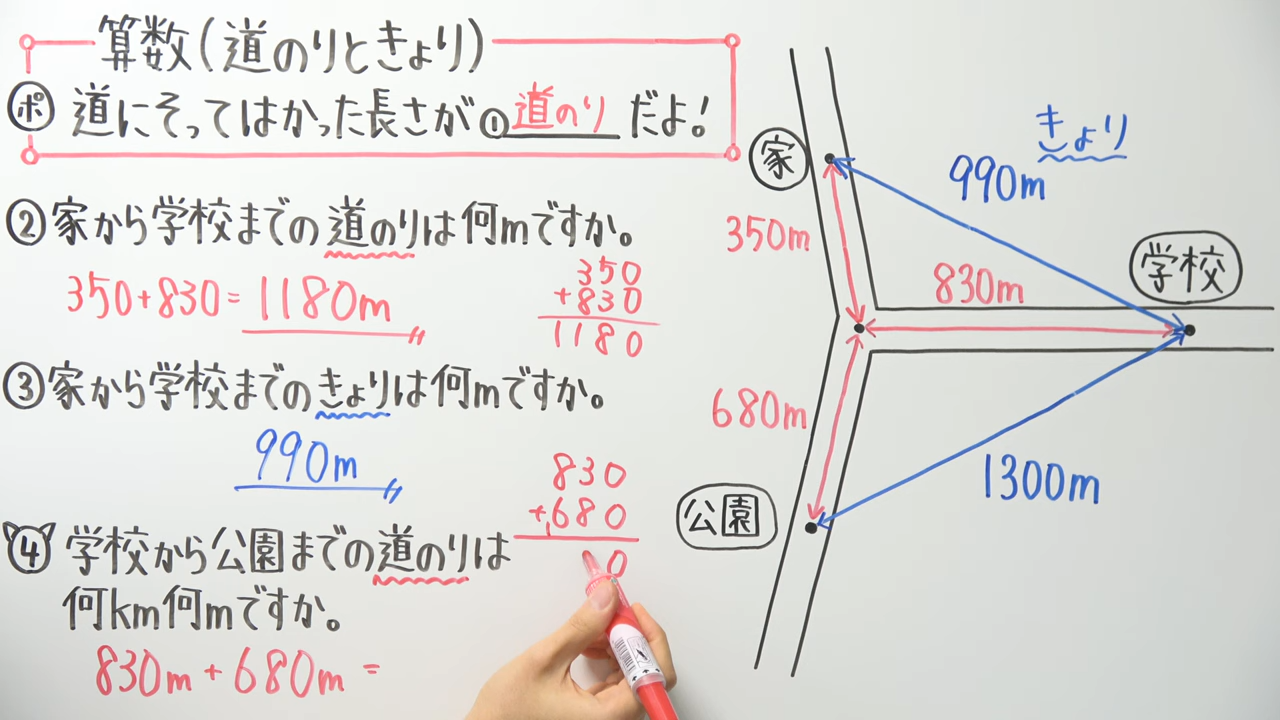 算数(道のりときょり)
ポ 道にそってはかった長さが①道のりだよ!
②家から学校までの道のりは何mですか。
350+830=1180m
350
+830
1180
③家から学校までのきょりは何mですか。
990m
830
+680
1
0
④学校から公園までの道のりは
何km何mですか。
830m+680m=
きょり
家
990m
350m
学校
830m
680m
公園
1300m